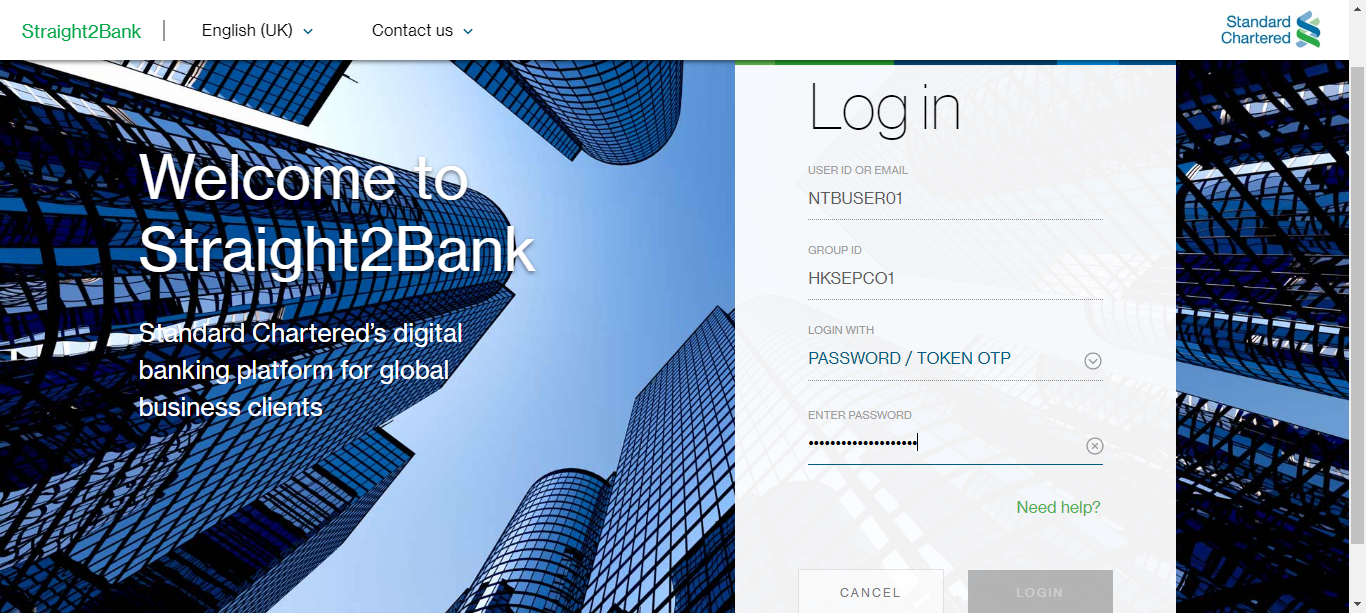 Straight2Bank
English (UK)
Contact us
Standard
Chartered
Welcome to
Straight2Bank
Standard Chartered's digital
banking platform for global
business clients
Log in
USER ID OR EMAIL
NTBUSER01
GROUP ID
HKSEPCO1
LOGIN WITH
PASSWORD / TOKEN OTP
ENTER PASSWORD
••••••••••••••••••••
Need help?
CANCEL
LOGIN